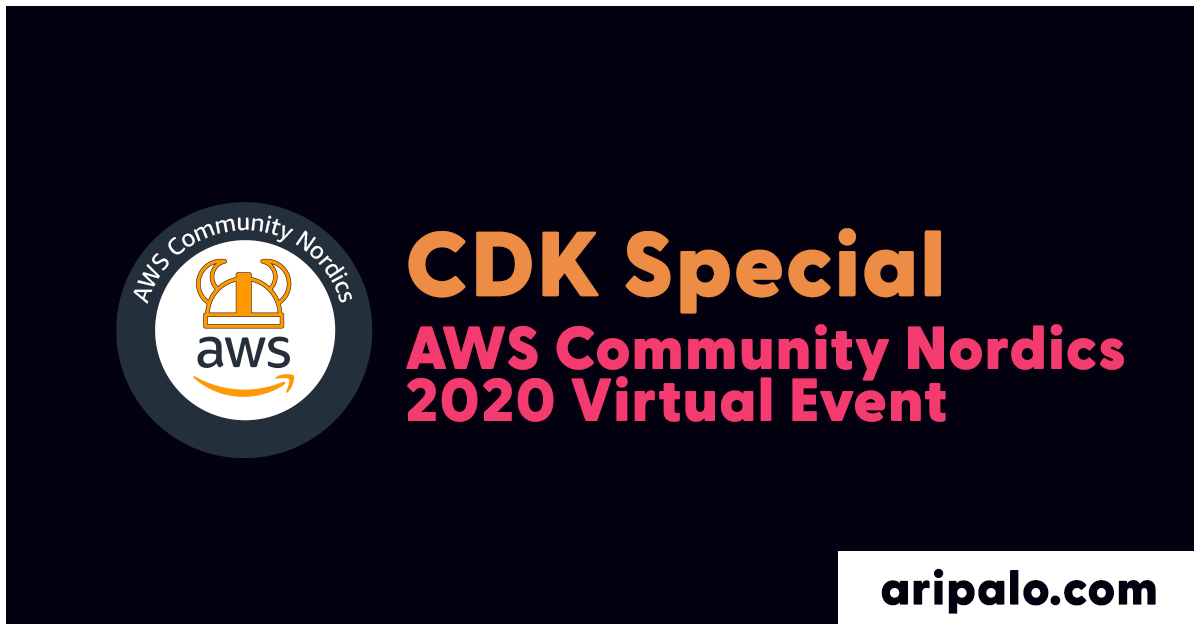 AWS Community Nordics
aws
CDK Special
AWS Community Nordics
2020 Virtual Event
aripalo.com